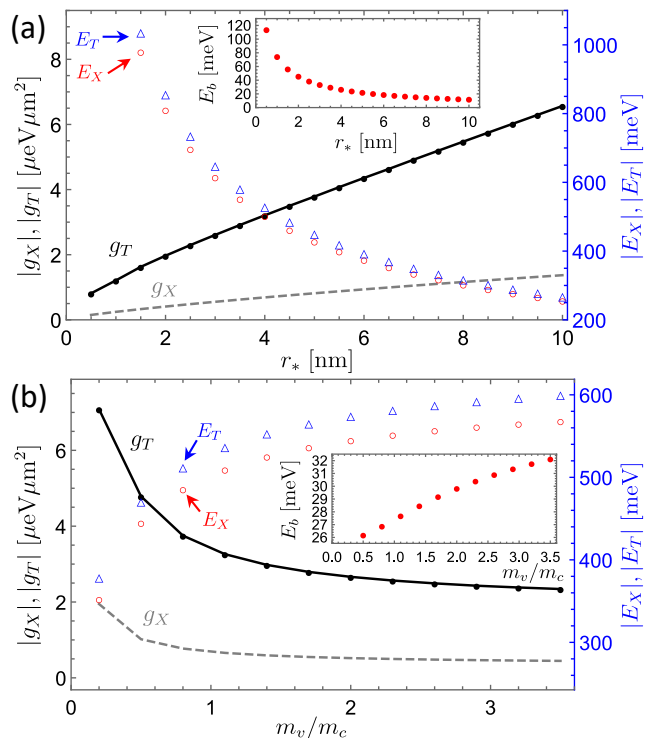 (a)
|g_X|, |g_T| [μeVμm²]
8
6
4
2
0
E_T
E_X
g_T
g_X
E_b [meV]
120
100
80
60
40
20
0
0 2 4 6 8 10
r_* [nm]
1000
800
600
400
200
|E_X|, |E_T| [meV]
0 2 4 6 8 10
r_* [nm]
(b)
|g_X|, |g_T| [μeVμm²]
6
4
2
0
g_T
E_T
E_X
g_X
E_b [meV]
32
31
30
29
28
27
26
0.0 0.5 1.0 1.5 2.0 2.5 3.0 3.5
m_v/m_c
600
500
400
300
|E_X|, |E_T| [meV]
0 1 2 3
m_v/m_c